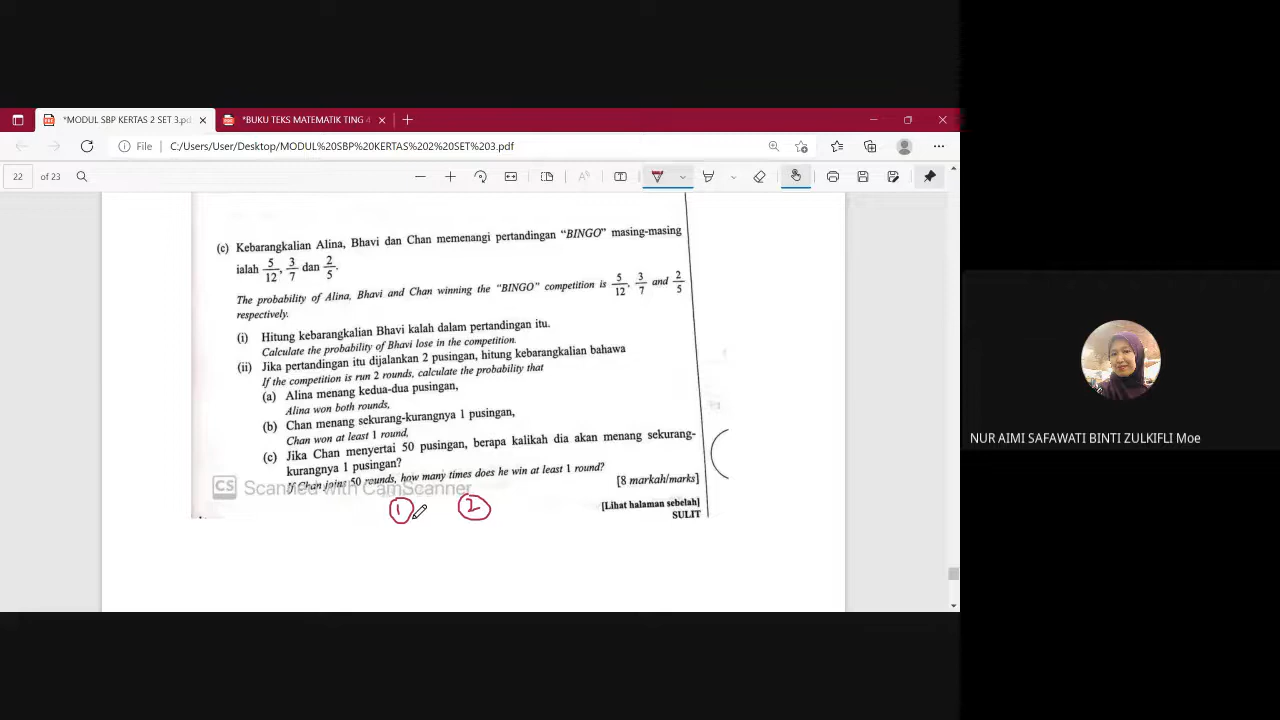 *MODUL SBP KERTAS 2 SET 3.pd
*BUKU TEKS MATEMATIK TING 4
File
C:/Users/User/Desktop/MODUL%20SBP%20KERTAS%202%20SET%203.pdf
22 of 23
(c) Kebarangkalian Alina, Bhavi dan Chan memenangi pertandingan “BINGO” masing-masing
ialah 5/12, 3/7 dan 2/5.
The probability of Alina, Bhavi and Chan winning the “BINGO” competition is 5/12, 3/7 and 2/5
respectively.
(i) Hitung kebarangkalian Bhavi kalah dalam pertandingan itu.
Calculate the probability of Bhavi lose in the competition.
(ii) Jika pertandingan itu dijalankan 2 pusingan, hitung kebarangkalian bahawa
If the competition is run 2 rounds, calculate the probability that
(a) Alina menang kedua-dua pusingan,
Alina won both rounds,
(b) Chan menang sekurang-kurangnya 1 pusingan,
Chan won at least 1 round,
(c) Jika Chan menyertai 50 pusingan, berapa kalikah dia akan menang sekurang-
kurangnya 1 pusingan?
If Chan joins 50 rounds, how many times does he win at least 1 round?
[8 markah/marks]
CS Scanned with CamScanner
1 2
[Lihat halaman sebelah]
SULIT
NUR AIMI SAFAWATI BINTI ZULKIFLI Moe